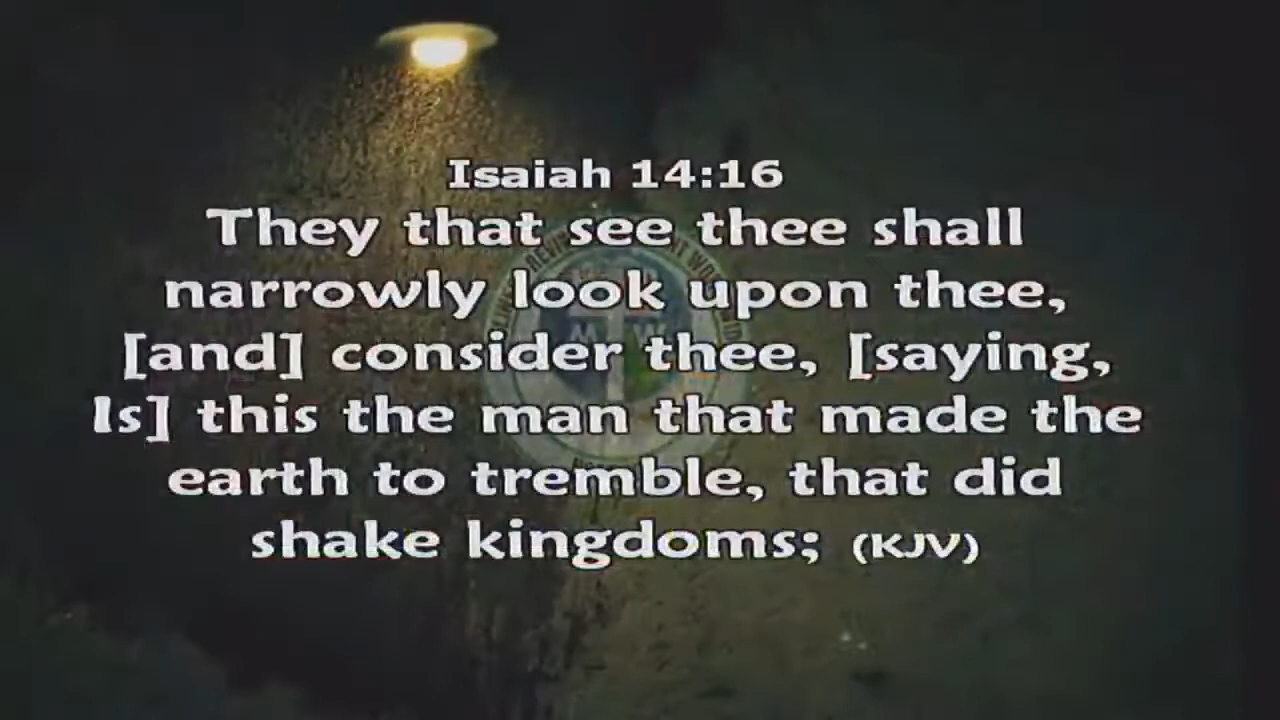 Isaiah 14:16
They that see thee shall
narrowly look upon thee,
[and] consider thee, [saying,
Is] this the man that made the
earth to tremble, that did
shake kingdoms; (KJV)